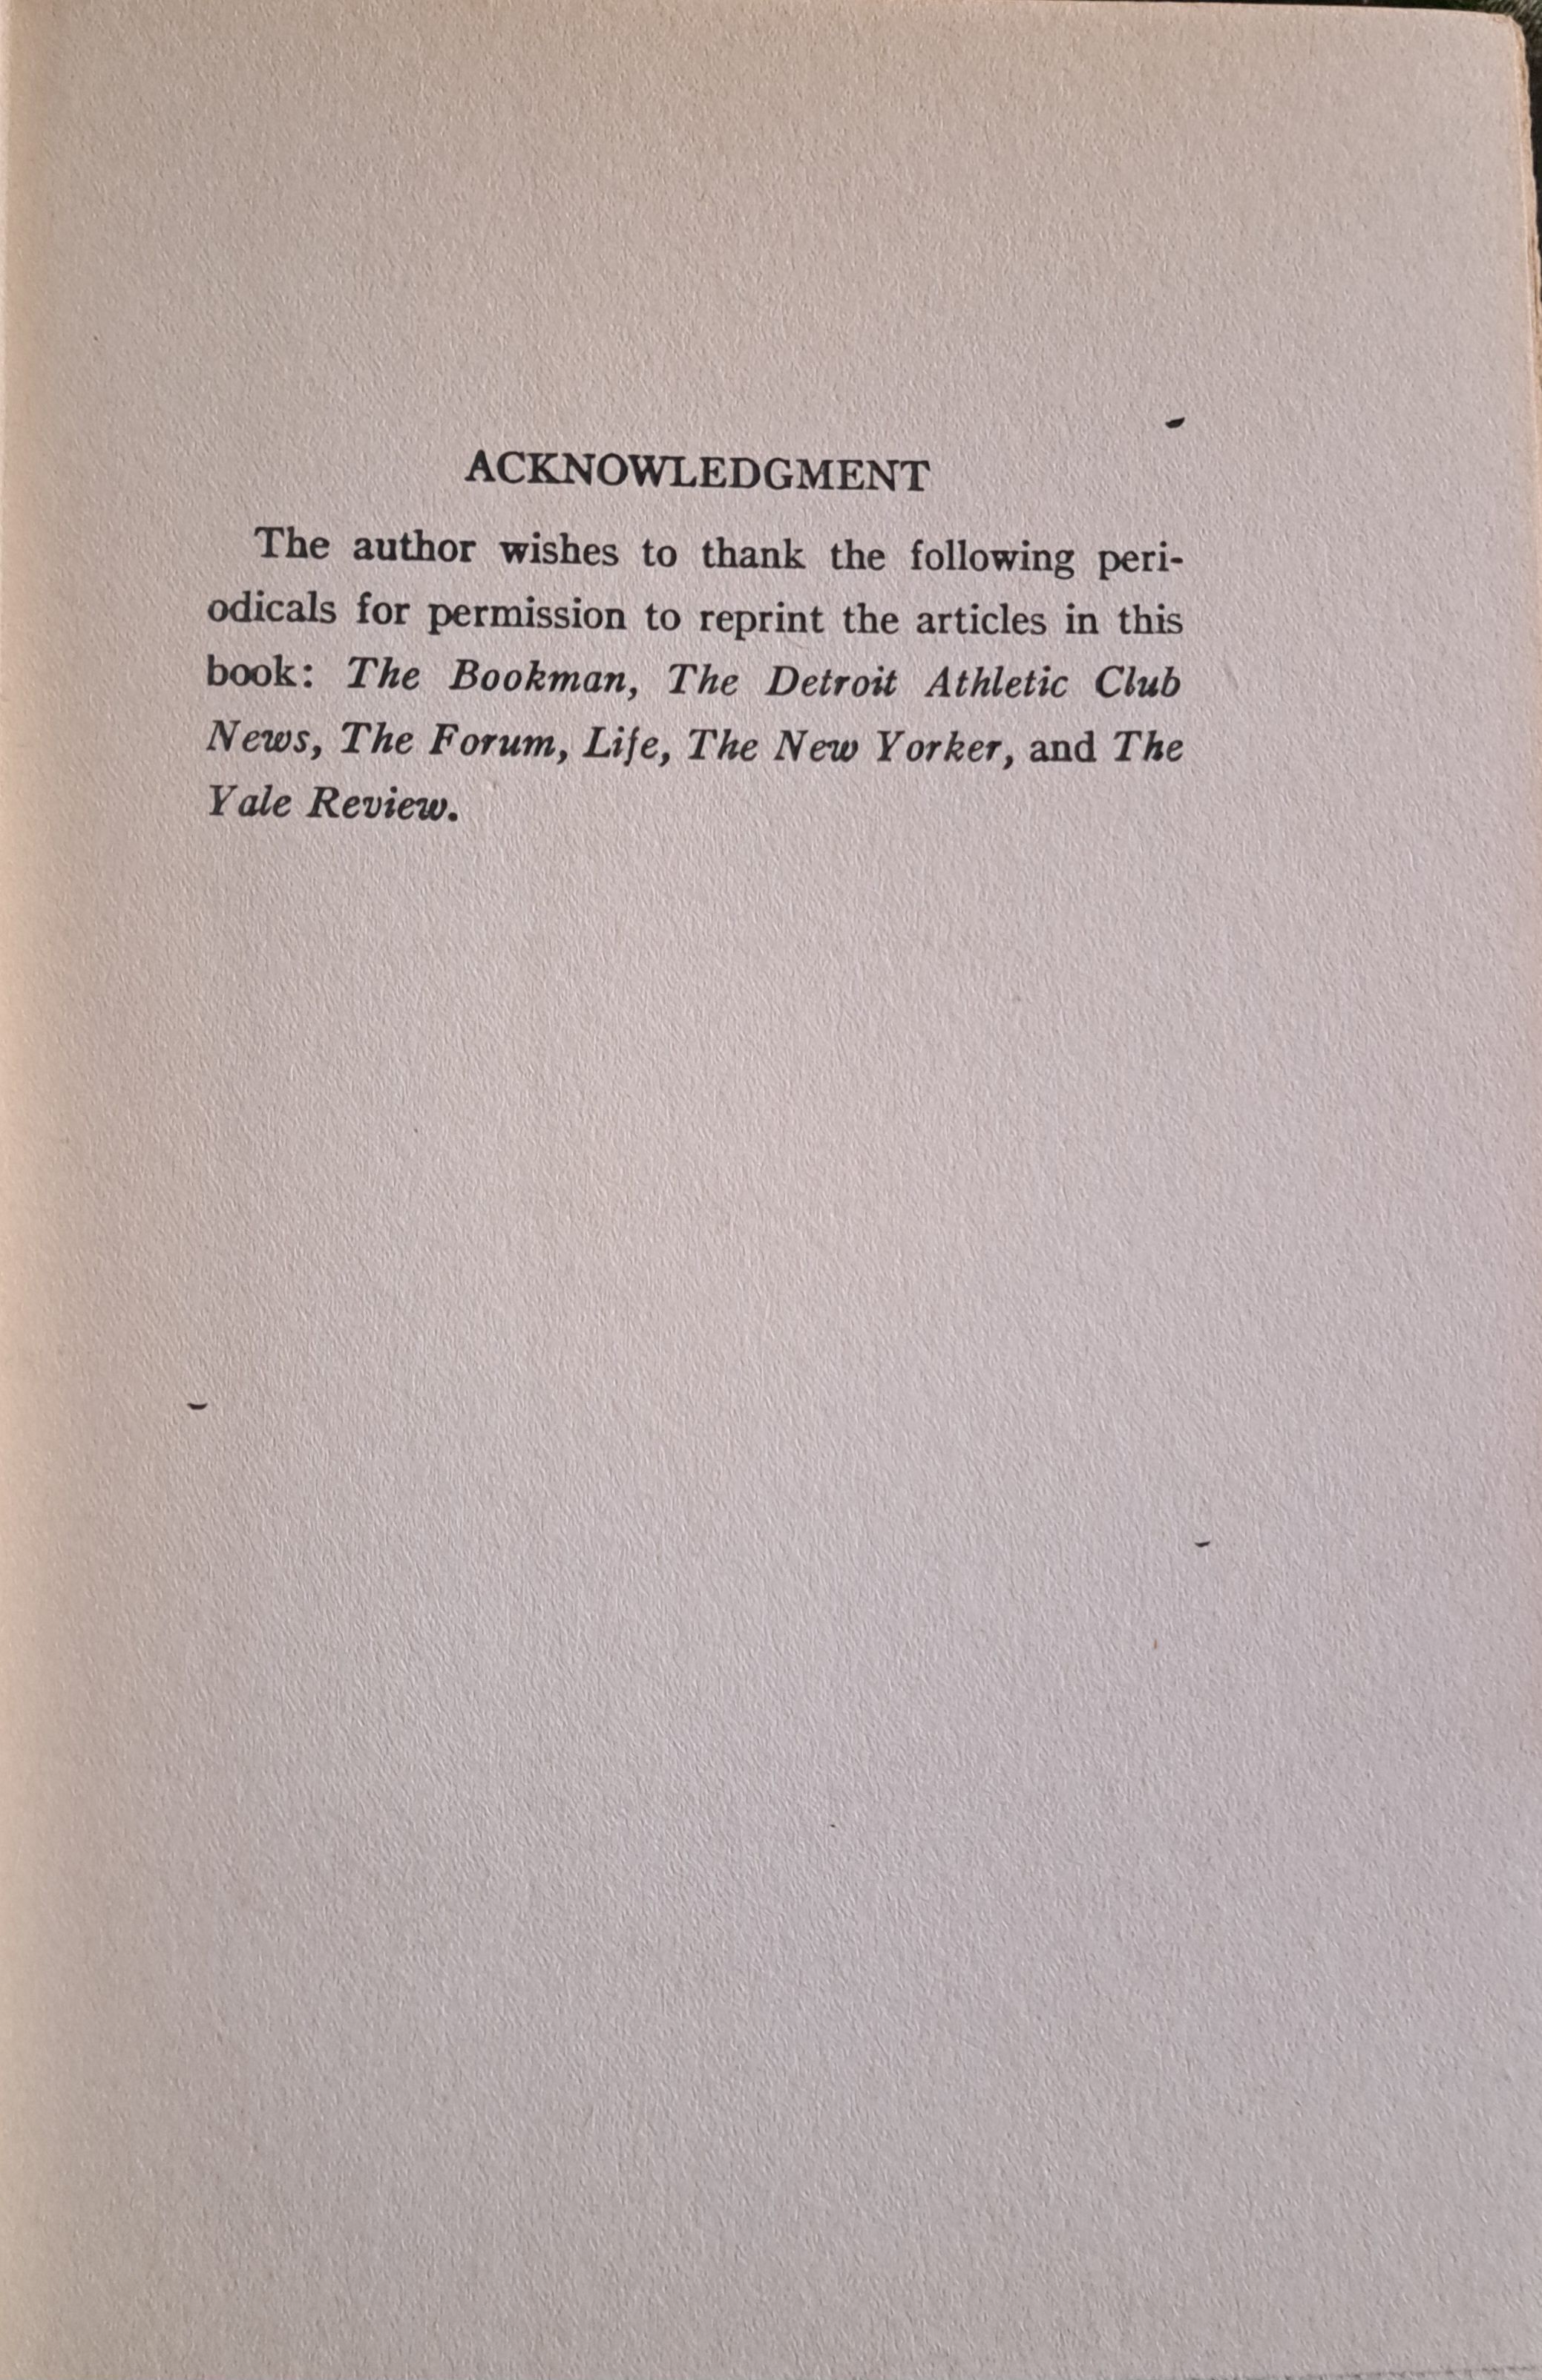 ACKNOWLEDGMENT
The author wishes to thank the following peri-
odicals for permission to reprint the articles in this
book: The Bookman, The Detroit Athletic Club
News, The Forum, Life, The New Yorker, and The
Yale Review.